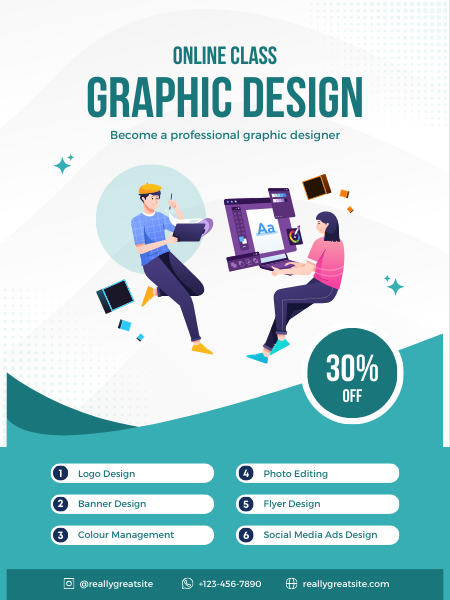 ONLINE CLASS
GRAPHIC DESIGN
Become a professional graphic designer
Aa
30%
OFF
1 Logo Design
2 Banner Design
3 Colour Management
4 Photo Editing
5 Flyer Design
6 Social Media Ads Design
@reallygreatsite
+123-456-7890
reallygreatsite.com